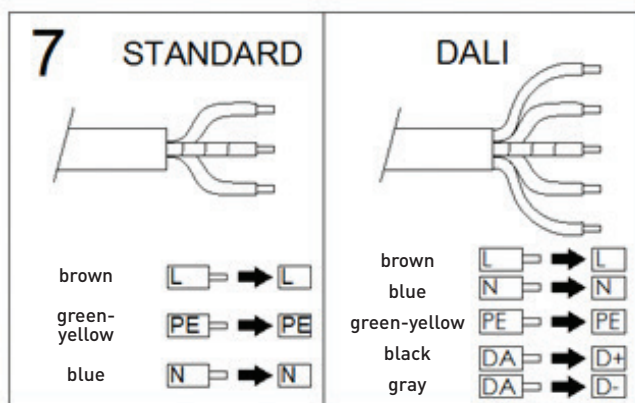 7 STANDARD
brown L L
green-
yellow PE PE
blue N N
DALI
brown L L
blue N N
green-yellow PE PE
black DA D+
gray DA D-